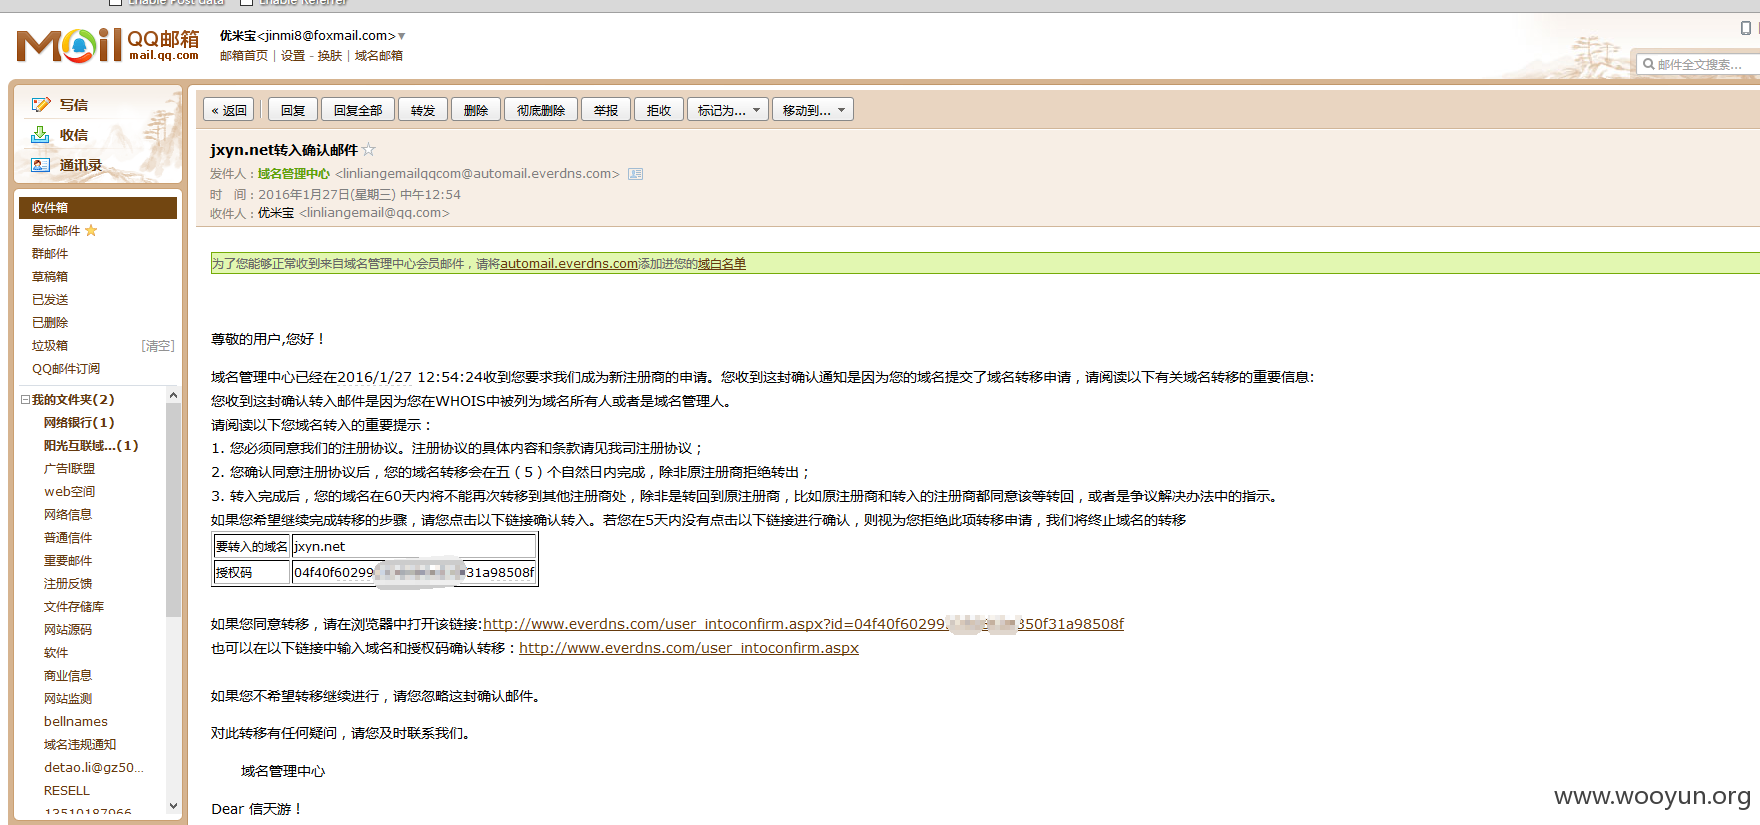 Enable Post data Enable Referrer
Mail QQ邮箱 mail.qq.com
优米宝<jinmi8@foxmail.com>
邮箱首页 | 设置 - 换肤 | 域名邮箱
邮件全文搜索...
写信
收信
通讯录
收件箱
星标邮件
群邮件
草稿箱
已发送
已删除
垃圾箱 [清空]
QQ邮件订阅
我的文件夹(2)
网络银行(1)
阳光互联域...(1)
广告l联盟
web空间
网络信息
普通信件
重要邮件
注册反馈
文件存储库
网站源码
软件
商业信息
网站监测
bellnames
域名违规通知
detao.li@gz50...
RESELL
13510187966
« 返回 回复 回复全部 转发 删除 彻底删除 举报 拒收 标记为... 移动到...
jxyn.net转入确认邮件
发件人：域名管理中心 <linliangemailqqcom@automail.everdns.com>
时 间：2016年1月27日(星期三) 中午12:54
收件人：优米宝 <linliangemail@qq.com>
为了您能够正常收到来自域名管理中心会员邮件，请将automail.everdns.com添加进您的域白名单
尊敬的用户,您好！
域名管理中心已经在2016/1/27 12:54:24收到您要求我们成为新注册商的申请。您收到这封确认通知是因为您的域名提交了域名转移申请，请阅读以下有关域名转移的重要信息:
您收到这封确认转入邮件是因为您在WHOIS中被列为域名所有人或者是域名管理人。
请阅读以下您域名转入的重要提示：
1. 您必须同意我们的注册协议。注册协议的具体内容和条款请见我司注册协议；
2. 您确认同意注册协议后，您的域名转移会在五（5）个自然日内完成，除非原注册商拒绝转出；
3. 转入完成后，您的域名在60天内将不能再次转移到其他注册商处，除非是转回到原注册商，比如原注册商和转入的注册商都同意该等转回，或者是争议解决办法中的指示。
如果您希望继续完成转移的步骤，请您点击以下链接确认转入。若您在5天内没有点击以下链接进行确认，则视为您拒绝此项转移申请，我们将终止域名的转移
要转入的域名 jxyn.net
授权码 04f40f60299 31a98508f
如果您同意转移，请在浏览器中打开该链接:http://www.everdns.com/user_intoconfirm.aspx?id=04f40f60299 350f31a98508f
也可以在以下链接中输入域名和授权码确认转移：http://www.everdns.com/user_intoconfirm.aspx
如果您不希望转移继续进行，请您忽略这封确认邮件。
对此转移有任何疑问，请您及时联系我们。
域名管理中心
Dear 信天游！
www.wooyun.org